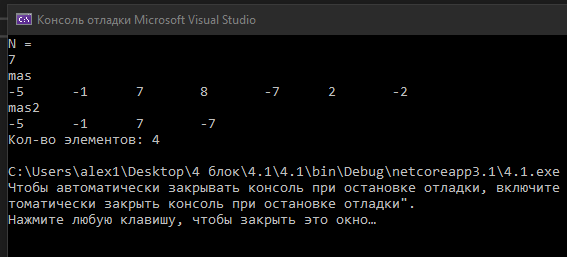 Консоль отладки Microsoft Visual Studio
N =
7
mas
-5 -1 7 8 -7 2 -2
mas2
-5 -1 7 -7
Кол-во элементов: 4
C:\Users\alex1\Desktop\4 блок\4.1\4.1\bin\Debug\netcoreapp3.1\4.1.exe
Чтобы автоматически закрывать консоль при остановке отладки, включите
томатически закрыть консоль при остановке отладки".
Нажмите любую клавишу, чтобы закрыть это окно…